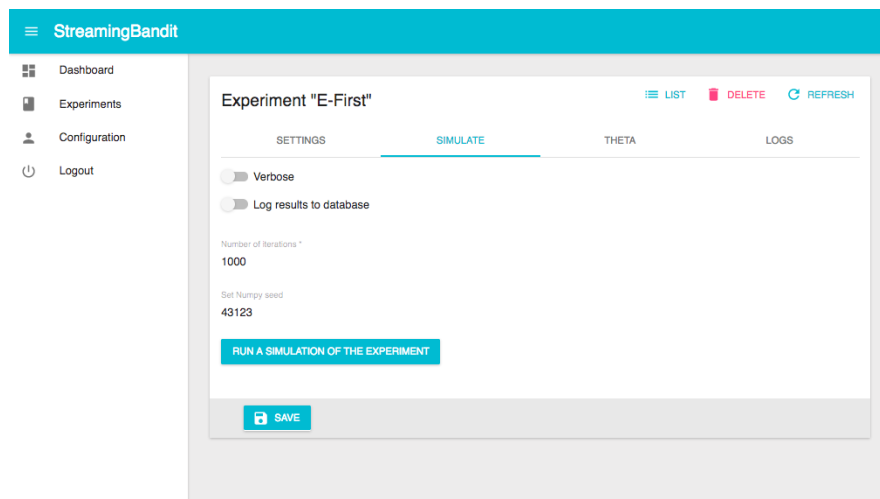 StreamingBandit
Dashboard
Experiments
Configuration
Logout
Experiment "E-First"
LIST DELETE REFRESH
SETTINGS SIMULATE THETA LOGS
Verbose
Log results to database
Number of iterations *
1000
Set Numpy seed
43123
RUN A SIMULATION OF THE EXPERIMENT
SAVE